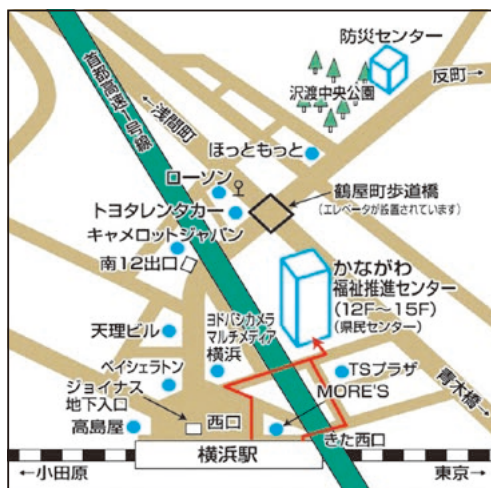 防災センター
反町→
沢渡中央公園
首都高速一号線
←浅間町
ほっともっと
ローソン
鶴屋町歩道橋
(エレベータが設置されています)
トヨタレンタカー
キャメロットジャパン
南12出口
かながわ
福祉推進センター
(12F〜15F)
(県民センター)
天理ビル
ヨドバシカメラ
マルチメディア
横浜
ベイシェラトン
TSプラザ
青木橋→
ジョイナス
地下入口
MORE'S
高島屋
西口
きた西口
横浜駅
←小田原
東京→